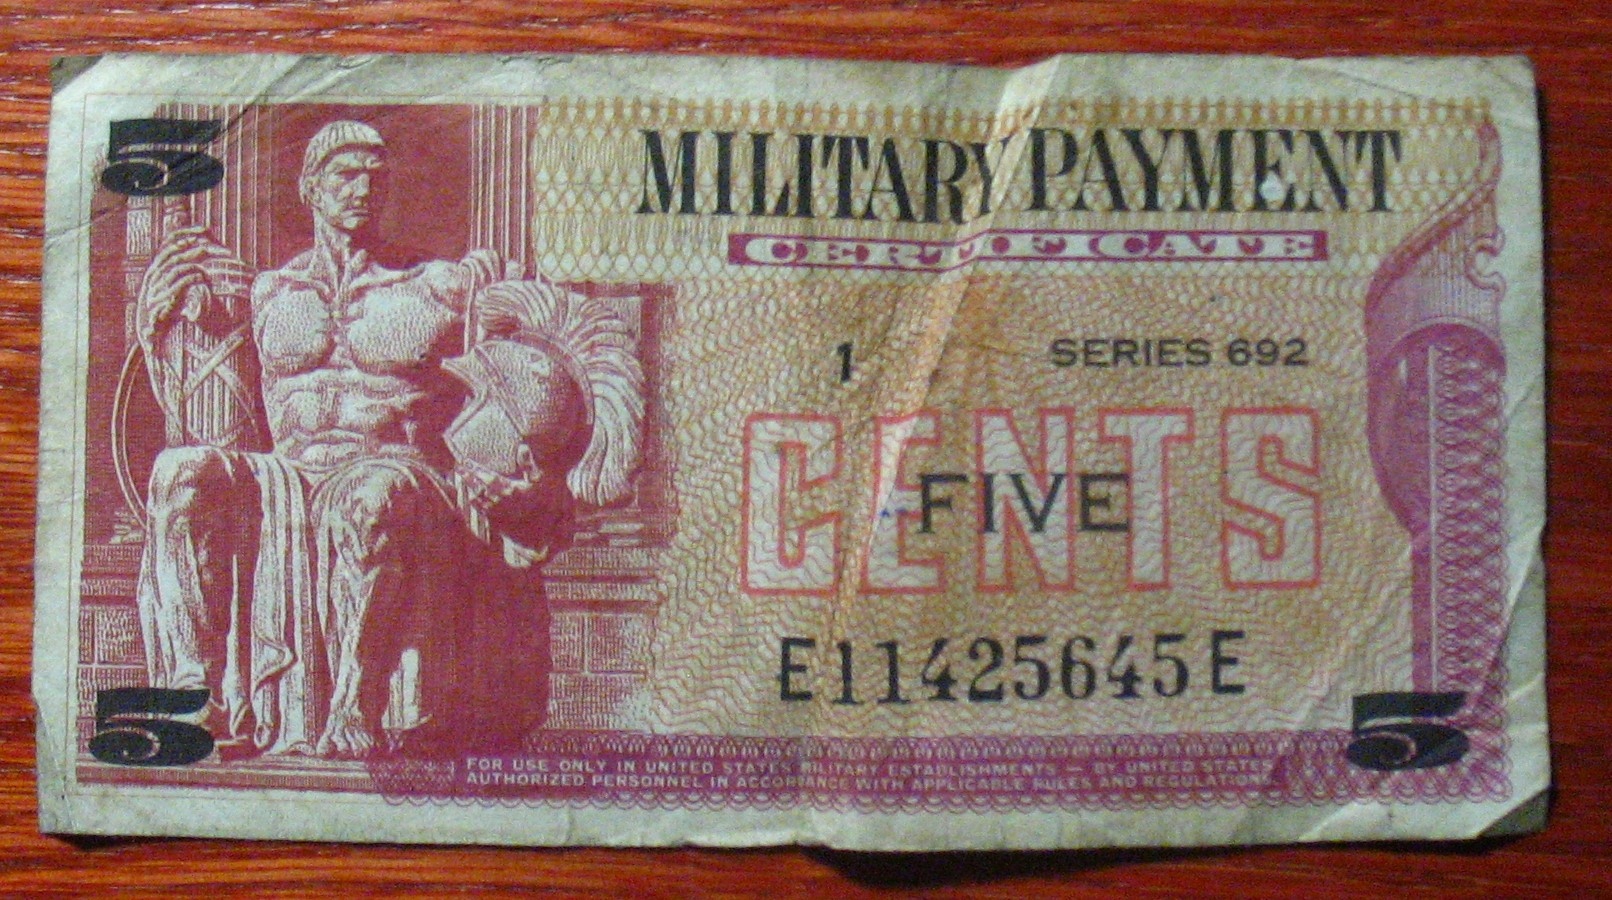 5
MILITARY PAYMENT
CERTIFICATE
1 SERIES 692
CENTS
FIVE
E11425645E
5 5
FOR USE ONLY IN UNITED STATES MILITARY ESTABLISHMENTS — BY UNITED STATES
AUTHORIZED PERSONNEL IN ACCORDANCE WITH APPLICABLE RULES AND REGULATIONS